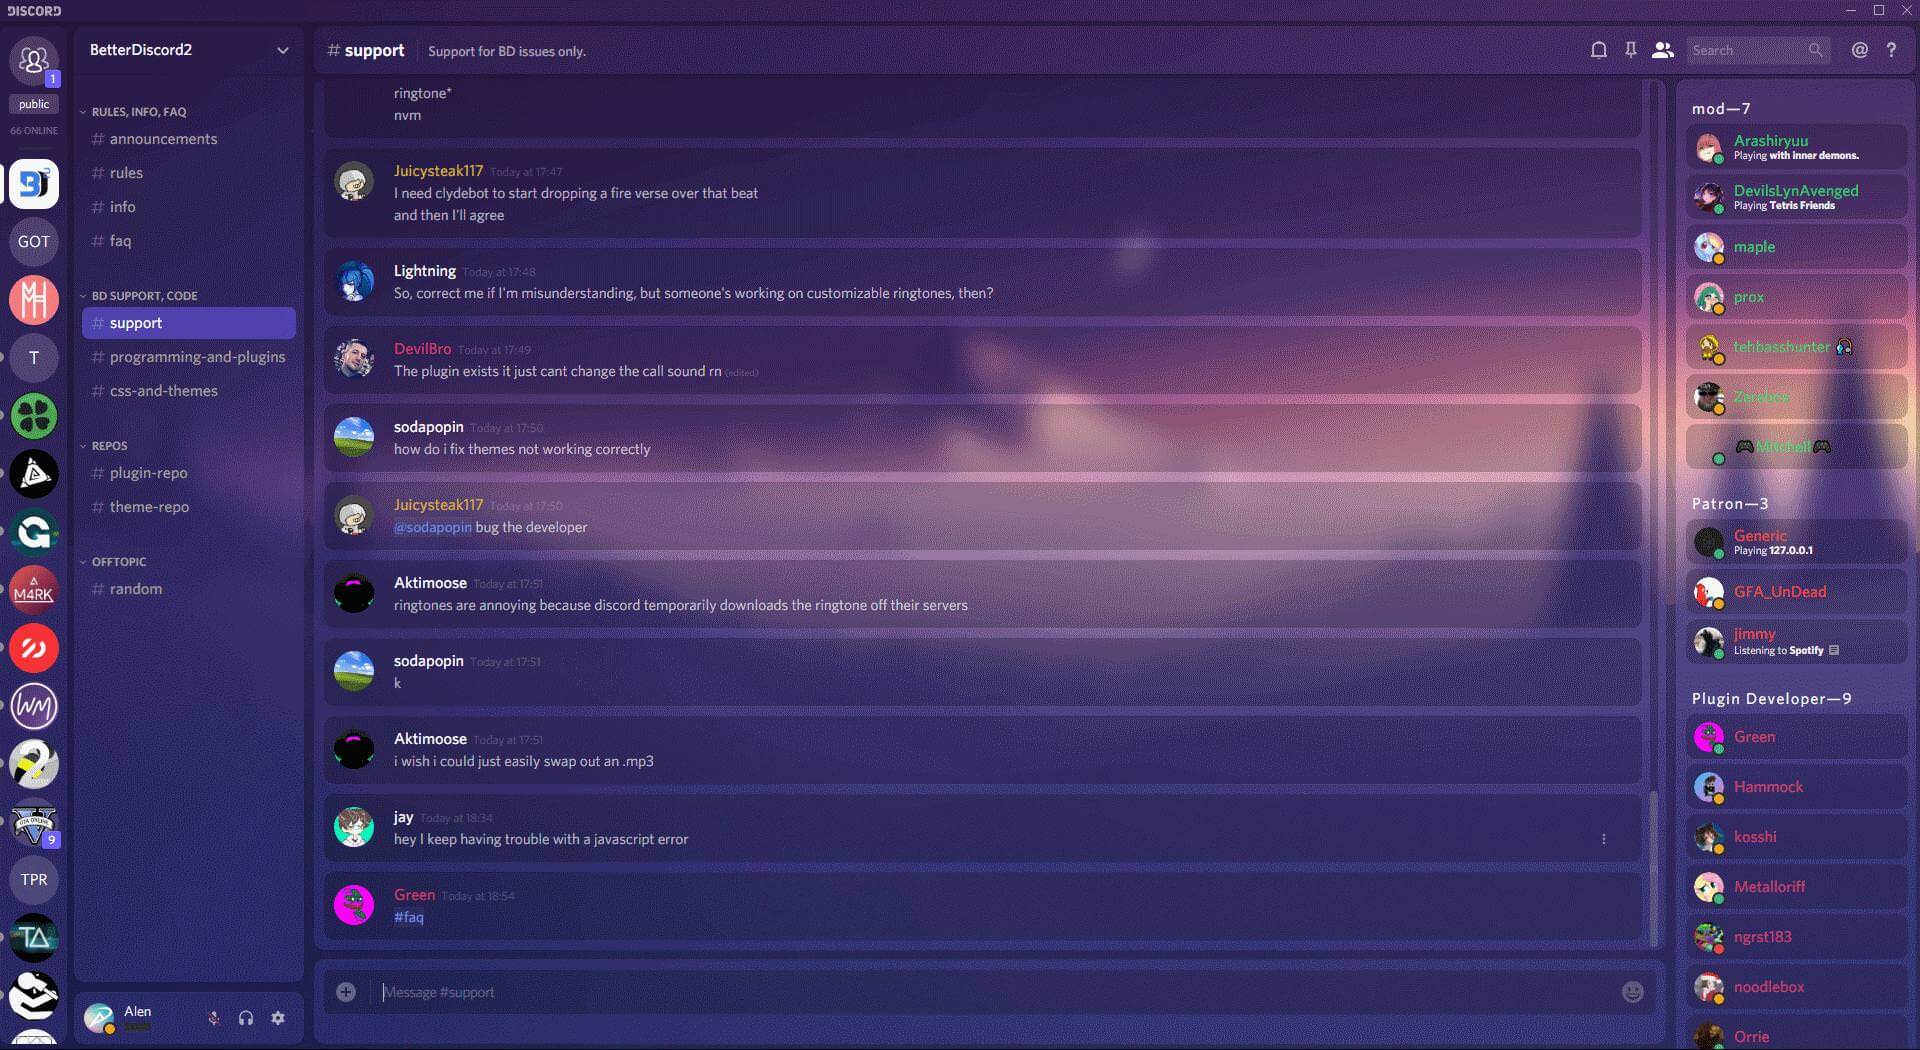 DISCORD
1
public
66 ONLINE
GOT
T
M4RK
WM
GTA ONLINE
9
TPR
BetterDiscord2
RULES, INFO, FAQ
# announcements
# rules
# info
# faq
BD SUPPORT, CODE
# support
# programming-and-plugins
# css-and-themes
REPOS
# plugin-repo
# theme-repo
OFFTOPIC
# random
Alen
# support
Support for BD issues only.
Search
@ ?
ringtone*
nvm
Juicysteak117 Today at 17:47
I need clydebot to start dropping a fire verse over that beat
and then I'll agree
Lightning Today at 17:48
So, correct me if I'm misunderstanding, but someone's working on customizable ringtones, then?
DevilBro Today at 17:49
The plugin exists it just cant change the call sound rn (edited)
sodapopin Today at 17:50
how do i fix themes not working correctly
Juicysteak117 Today at 17:50
@sodapopin bug the developer
Aktimoose Today at 17:51
ringtones are annoying because discord temporarily downloads the ringtone off their servers
sodapopin Today at 17:51
k
Aktimoose Today at 17:51
i wish i could just easily swap out an .mp3
jay Today at 18:34
hey I keep having trouble with a javascript error
Green Today at 18:54
#faq
Message #support
mod—7
Arashiryuu
Playing with inner demons.
DevilsLynAvenged
Playing Tetris Friends
maple
prox
tehbasshunter
Zerebos
Mitchell
Patron—3
Generic
Playing 127.0.0.1
GFA_UnDead
jimmy
Listening to Spotify
Plugin Developer—9
Green
Hammock
kosshi
Metalloriff
ngrst183
noodlebox
Orrie